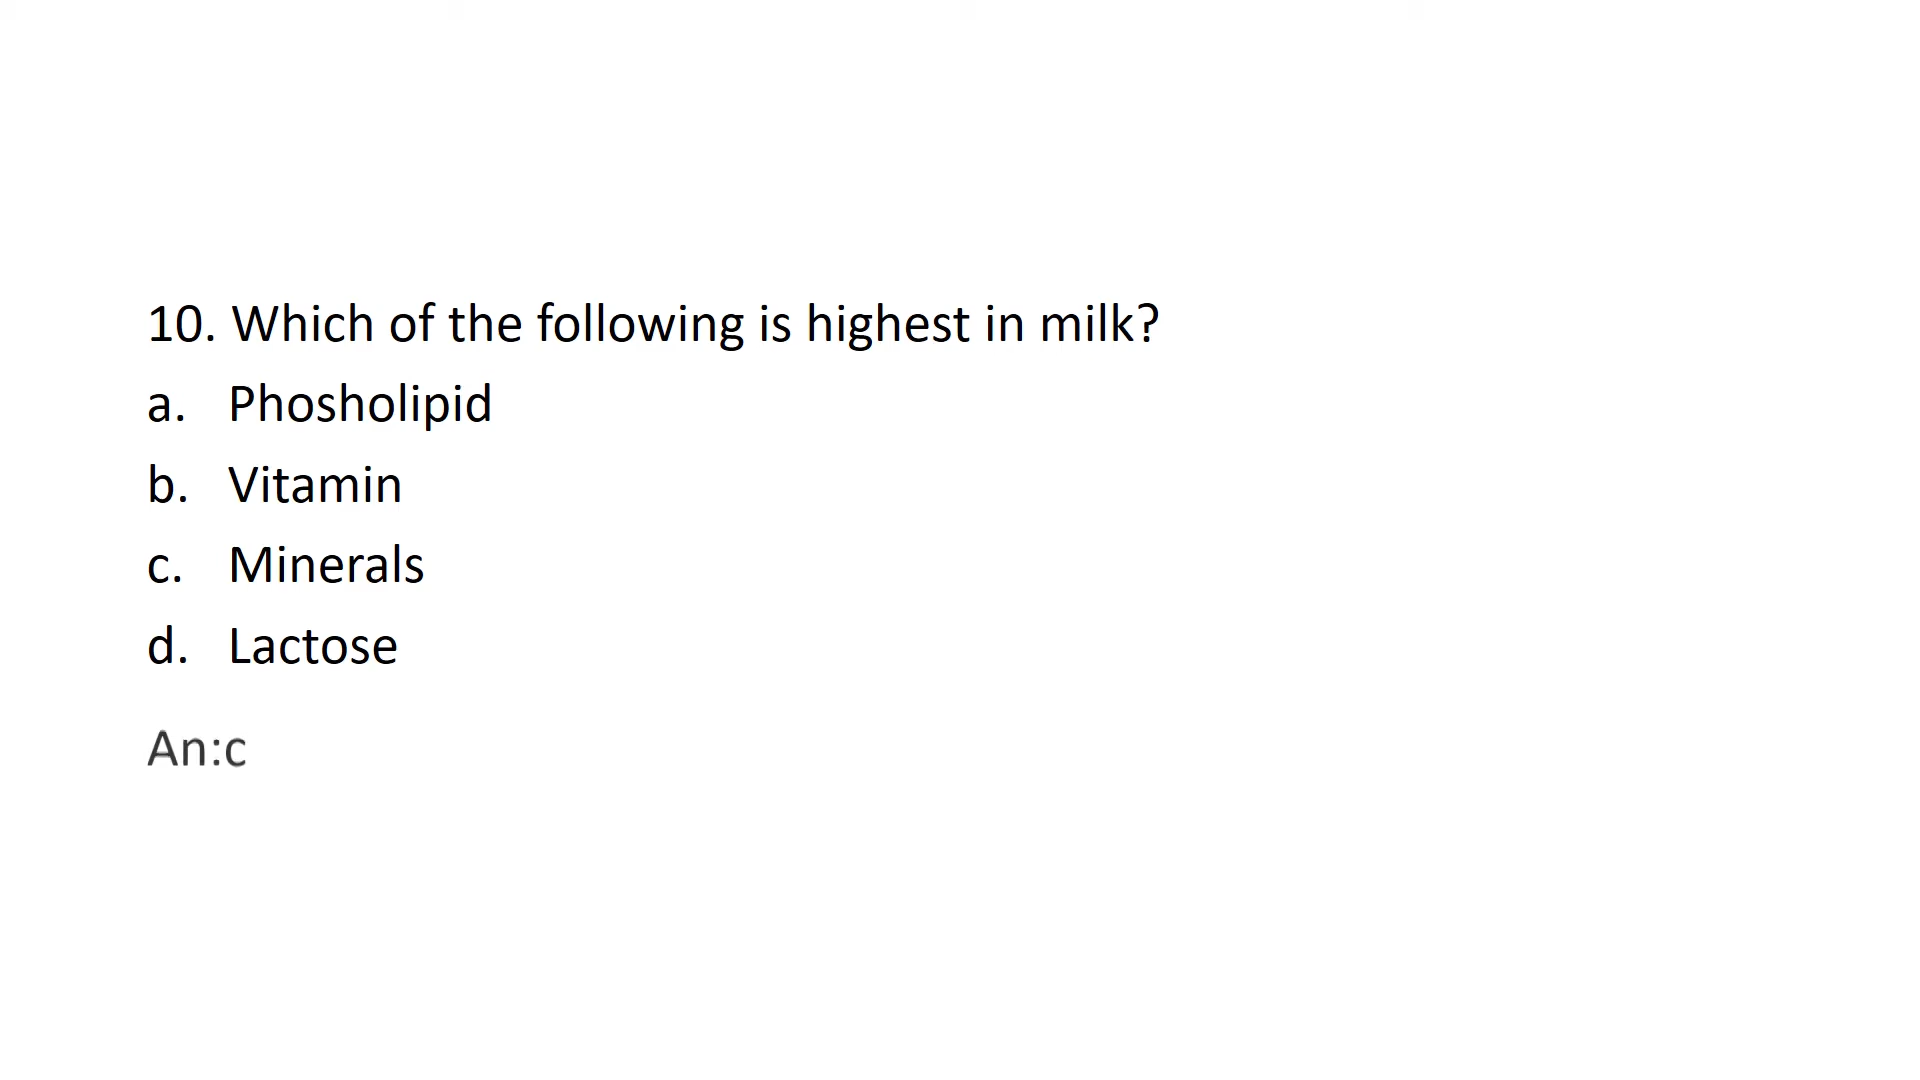 10. Which of the following is highest in milk?
a. Phosholipid
b. Vitamin
c. Minerals
d. Lactose
An:c